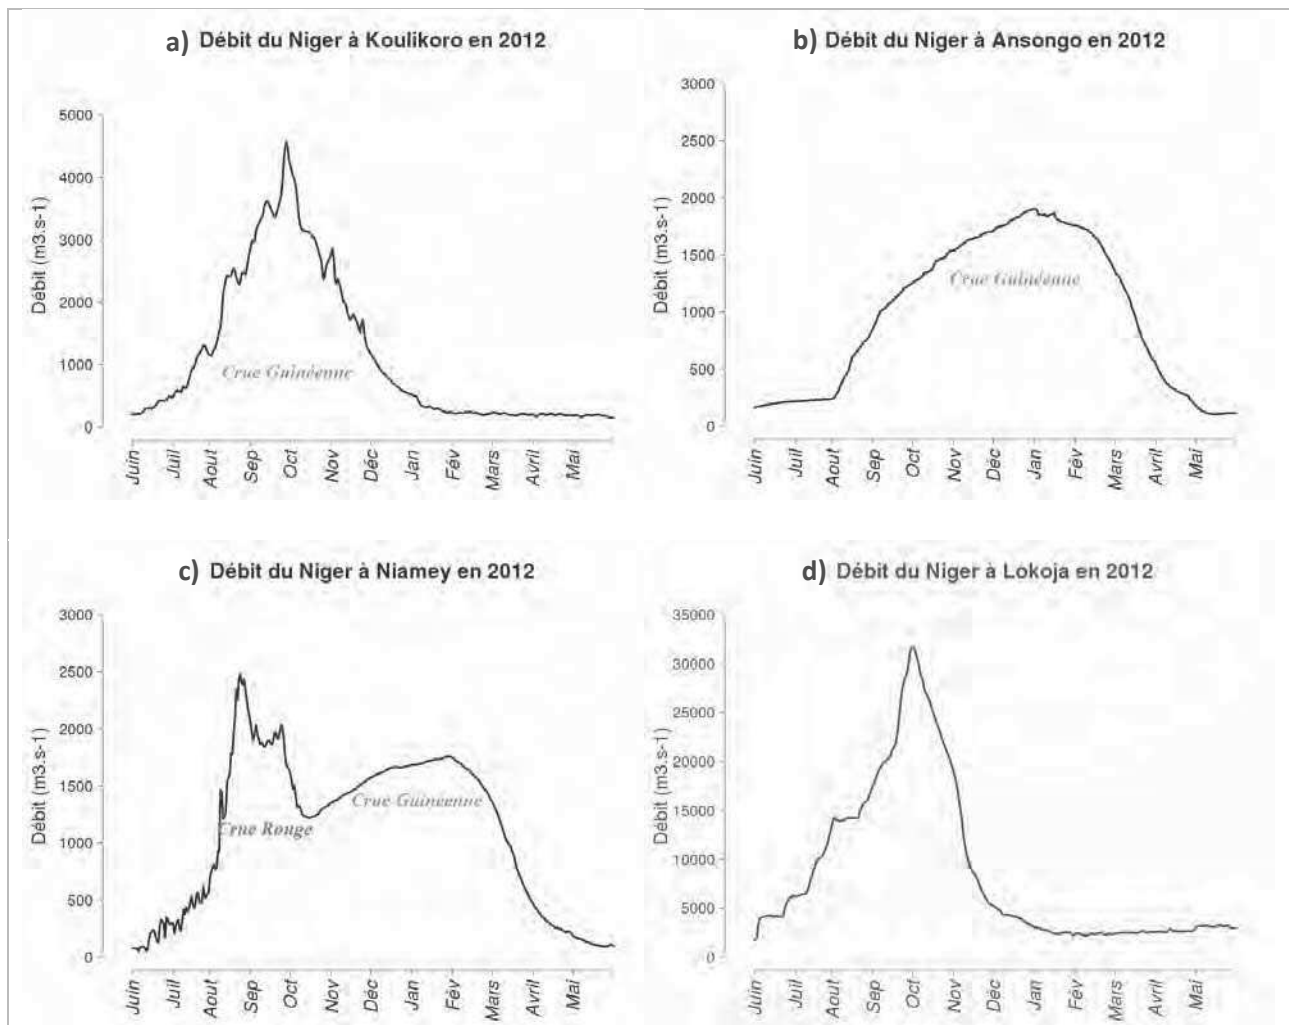 a) Débit du Niger à Koulikoro en 2012
Débit (m3.s-1)
5000
4000
3000
2000
1000
0
Crue Guinéenne
Juin
Juil
Aout
Sep
Oct
Nov
Déc
Jan
Fév
Mars
Avril
Mai
b) Débit du Niger à Ansongo en 2012
Débit (m3.s-1)
3000
2500
2000
1500
1000
500
0
Crue Guinéenne
Juin
Juil
Aout
Sep
Oct
Nov
Déc
Jan
Fév
Mars
Avril
Mai
c) Débit du Niger à Niamey en 2012
Débit (m3.s-1)
3000
2500
2000
1500
1000
500
0
Crue Rouge
Crue Guinéenne
Juin
Juil
Aout
Sep
Oct
Nov
Déc
Jan
Fév
Mars
Avril
Mai
d) Débit du Niger à Lokoja en 2012
Débit (m3.s-1)
35000
30000
25000
20000
15000
10000
5000
0
Juin
Juil
Aout
Sep
Oct
Nov
Déc
Jan
Fév
Mars
Avril
Mai